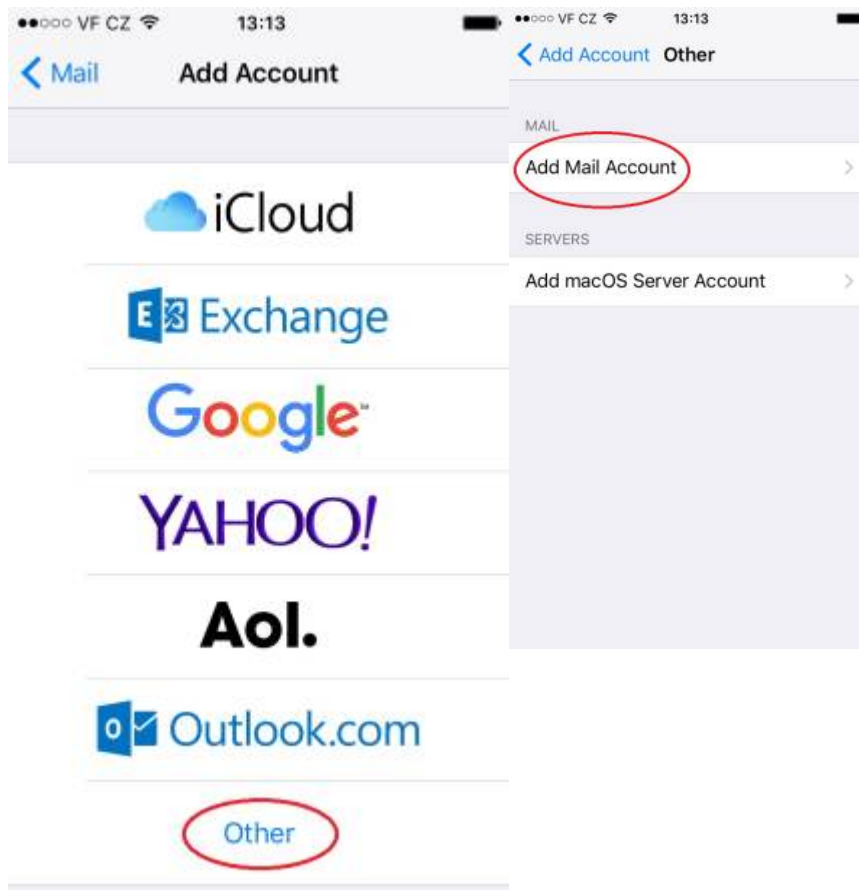 ●●○○○ VF CZ 13:13
Mail Add Account
iCloud
Exchange
Google™
YAHOO!
Aol.
Outlook.com
Other
●●○○○ VF CZ 13:13
Add Account Other
MAIL
Add Mail Account
SERVERS
Add macOS Server Account